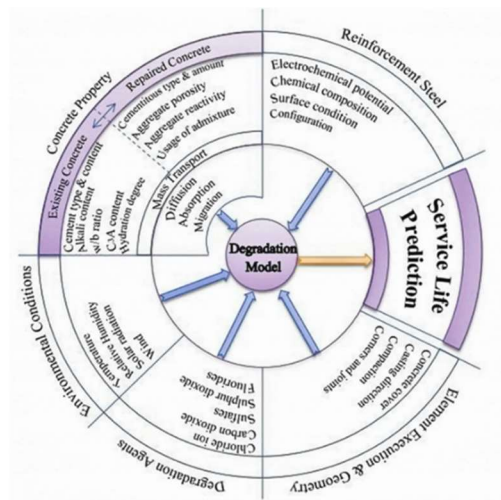 Concrete Property
Repaired Concrete
Existing Concrete
Cementitous type & amount
Aggregate porosity
Aggregate reactivity
Usage of admixture
Cement type & content
Alkali content
w/b ratio
C3A content
Hydration degree
Mass Transport
Diffusion
Absorption
Migration
Reinforcement Steel
Electrochemical potential
Chemical composition
Surface condition
Configuration
Degradation
Model
Service Life
Prediction
Element Execution & Geometry
Concrete cover
Casting direction
Compaction
Corners and joints
Degradation Agents
Chloride ion
Carbon dioxide
Sulfates
Sulphur dioxide
Fluorides
Environmental Conditions
Temperature
Relative Humidity
Solar radiation
Wind